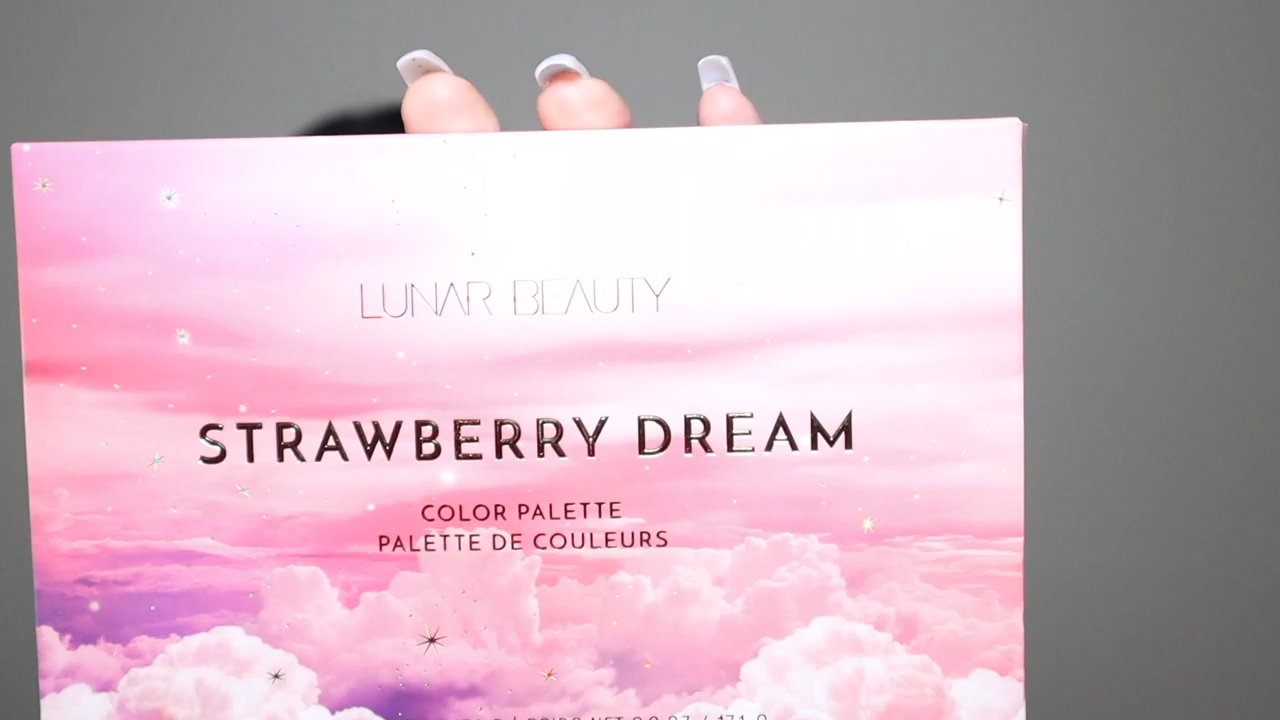 LUNAR BEAUTY
STRAWBERRY DREAM
COLOR PALETTE
PALETTE DE COULEURS